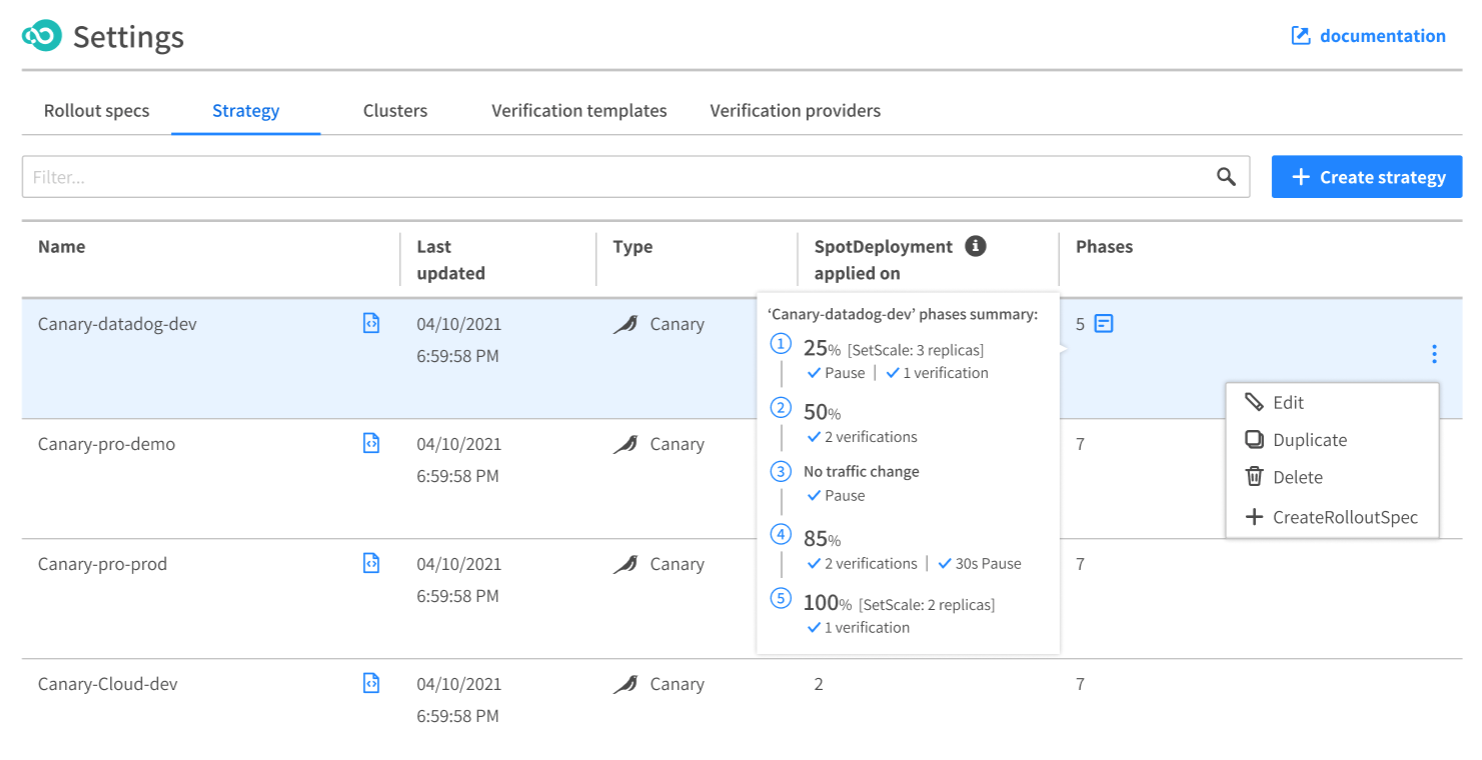 Settings
documentation
Rollout specs Strategy Clusters Verification templates Verification providers
Filter...
+ Create strategy
Name Last updated Type SpotDeployment applied on Phases
Canary-datadog-dev 04/10/2021 6:59:58 PM Canary 5
‘Canary-datadog-dev’ phases summary:
1 25% [SetScale: 3 replicas]
Pause | 1 verification
2 50%
2 verifications
3 No traffic change
Pause
4 85%
2 verifications | 30s Pause
5 100% [SetScale: 2 replicas]
1 verification
Edit
Duplicate
Delete
+ CreateRolloutSpec
Canary-pro-demo 04/10/2021 6:59:58 PM Canary 7
Canary-pro-prod 04/10/2021 6:59:58 PM Canary 7
Canary-Cloud-dev 04/10/2021 6:59:58 PM Canary 2 7